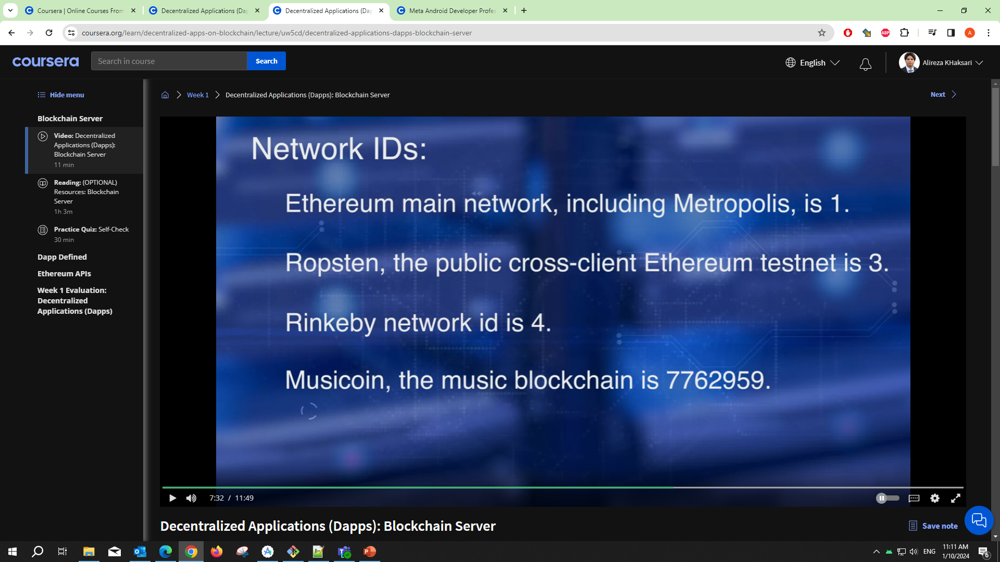 Coursera | Online Courses From
Decentralized Applications (Dap
Decentralized Applications (Dap
Meta Android Developer Profes
coursera.org/learn/decentralized-apps-on-blockchain/lecture/uw5cd/decentralized-applications-dapps-blockchain-server
ABP
A
coursera
Search in course
Search
English
Alireza KHaksari
Hide menu
Week 1
Decentralized Applications (Dapps): Blockchain Server
Next
Blockchain Server
Video: Decentralized
Applications (Dapps):
Blockchain Server
11 min
Reading: (OPTIONAL)
Resources: Blockchain
Server
1h 3m
Practice Quiz: Self-Check
30 min
Dapp Defined
Ethereum APIs
Week 1 Evaluation:
Decentralized
Applications (Dapps)
Network IDs:
Ethereum main network, including Metropolis, is 1.
Ropsten, the public cross-client Ethereum testnet is 3.
Rinkeby network id is 4.
Musicoin, the music blockchain is 7762959.
7:32 / 11:49
Decentralized Applications (Dapps): Blockchain Server
Save note
ENG
11:11 AM
1/10/2024
6